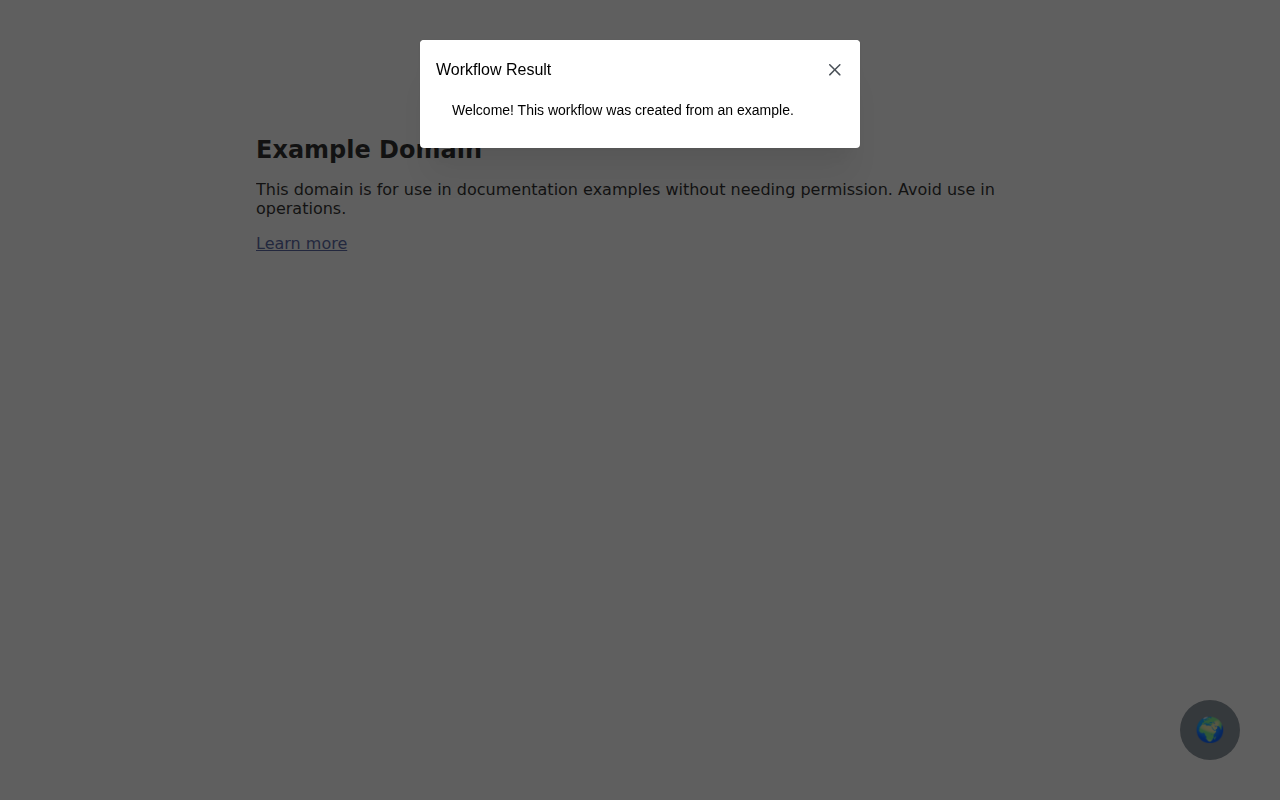 Workflow Result
Welcome! This workflow was created from an example.
Example Domain
This domain is for use in documentation examples without needing permission. Avoid use in
operations.
Learn more